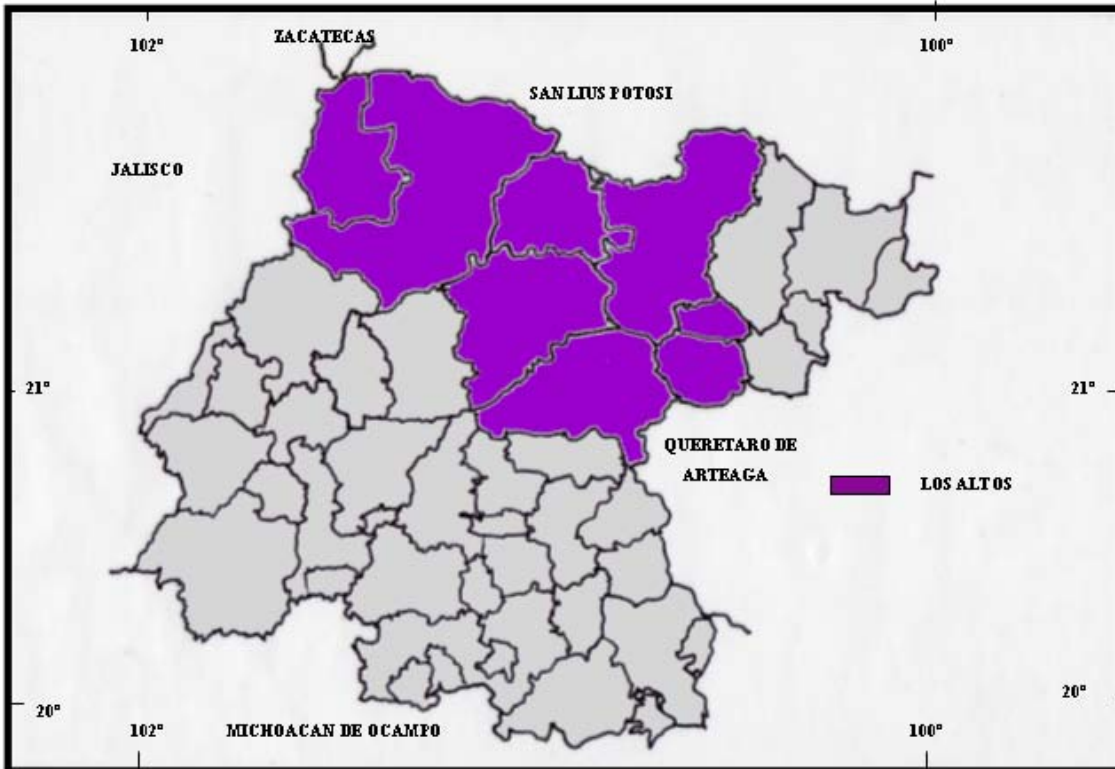 102°
100°
ZACATECAS
SAN LIUS POTOSI
JALISCO
21°
21°
QUERETARO DE
ARTEAGA
LOS ALTOS
20°
20°
102°
MICHOACAN DE OCAMPO
100°